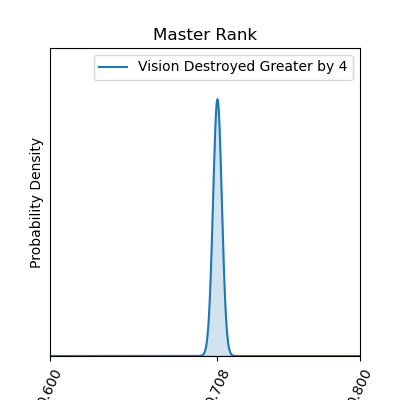 Master Rank
Vision Destroyed Greater by 4
Probability Density
0.600
0.708
0.800